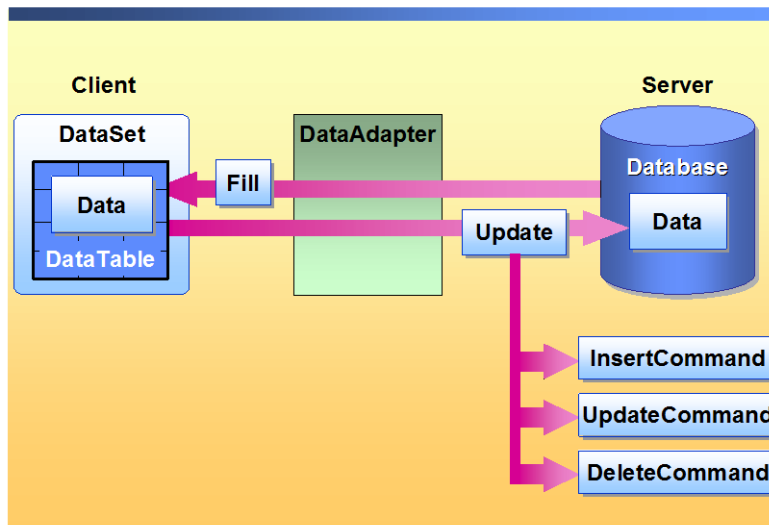 Client
Server
DataSet
DataAdapter
Database
Fill
Data
Data
Update
DataTable
InsertCommand
UpdateCommand
DeleteCommand